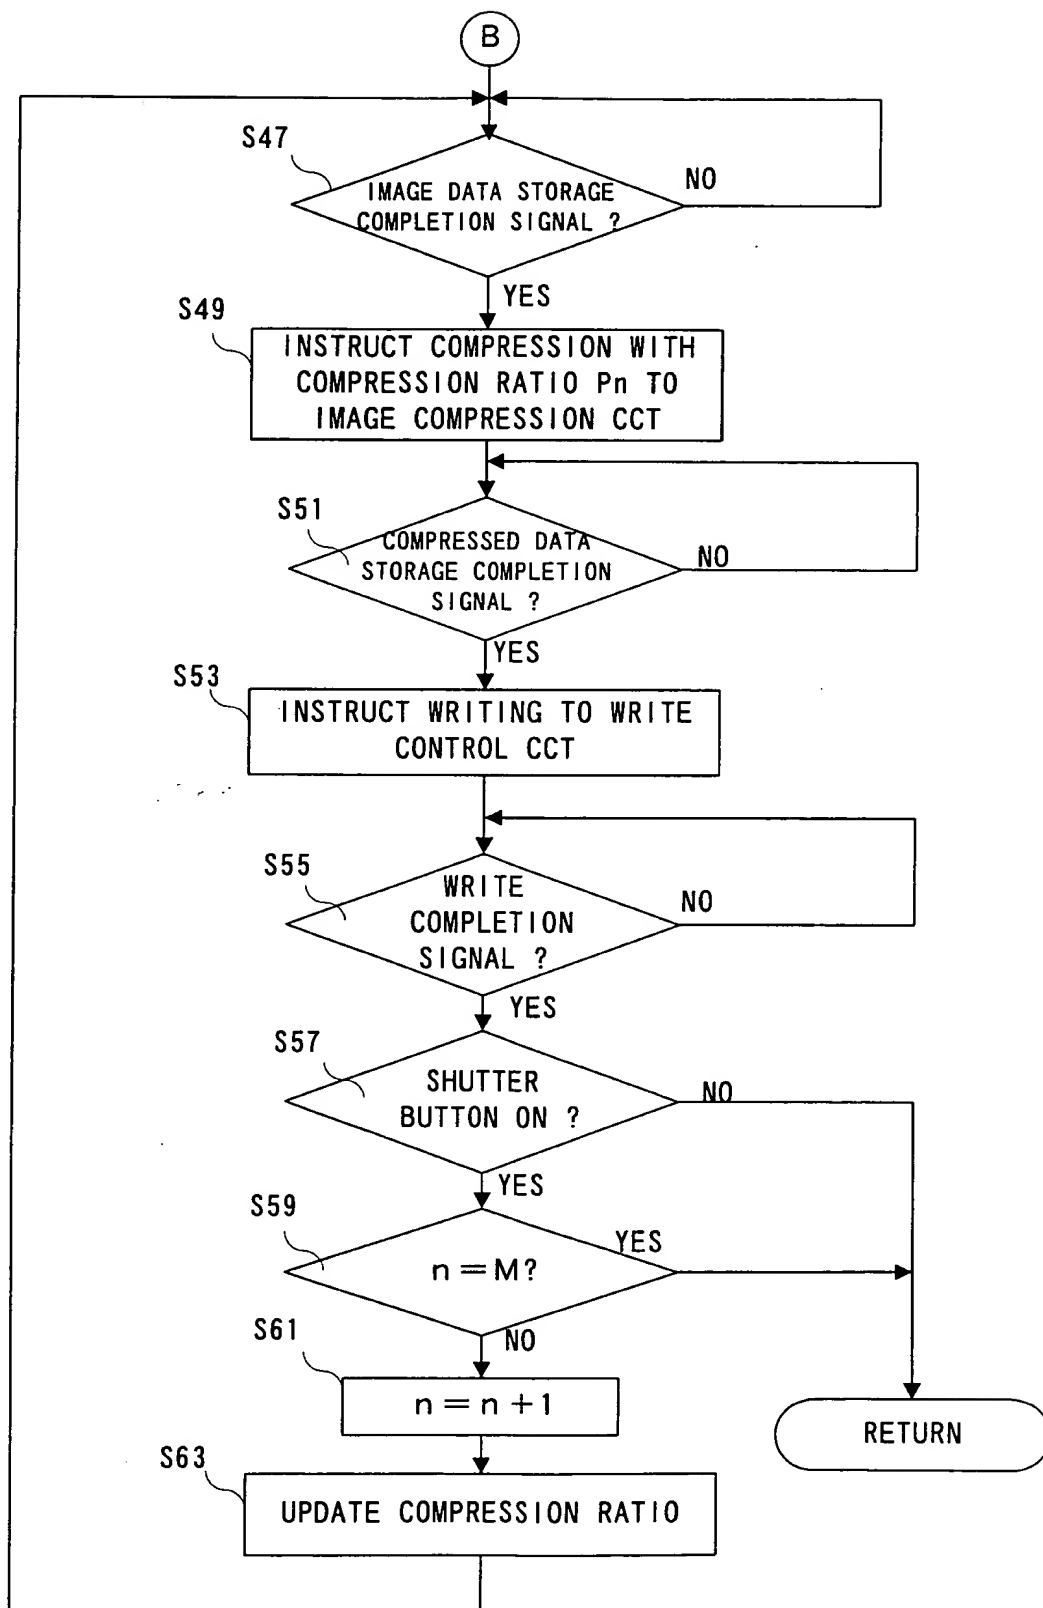 B
S47
IMAGE DATA STORAGE
COMPLETION SIGNAL ?
NO
YES
S49
INSTRUCT COMPRESSION WITH
COMPRESSION RATIO Pn TO
IMAGE COMPRESSION CCT
S51
COMPRESSED DATA
STORAGE COMPLETION
SIGNAL ?
NO
YES
S53
INSTRUCT WRITING TO WRITE
CONTROL CCT
S55
WRITE
COMPLETION
SIGNAL ?
NO
YES
S57
SHUTTER
BUTTON ON ?
NO
YES
S59
n = M?
YES
NO
S61
n = n + 1
RETURN
S63
UPDATE COMPRESSION RATIO